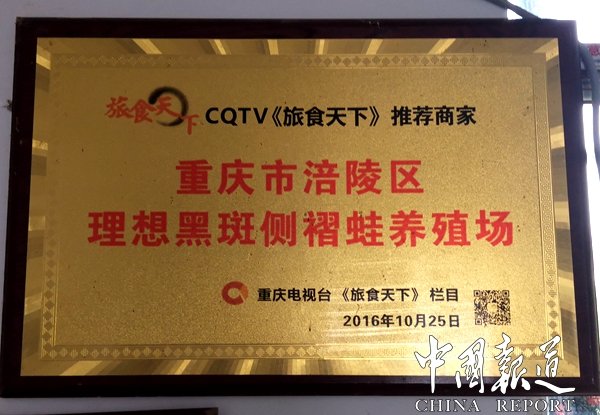 旅食天下 CQTV《旅食天下》推荐商家
重庆市涪陵区
理想黑斑侧褶蛙养殖场
重庆电视台《旅食天下》栏目
2016年10月25日
中國報道
CHINA REPORT